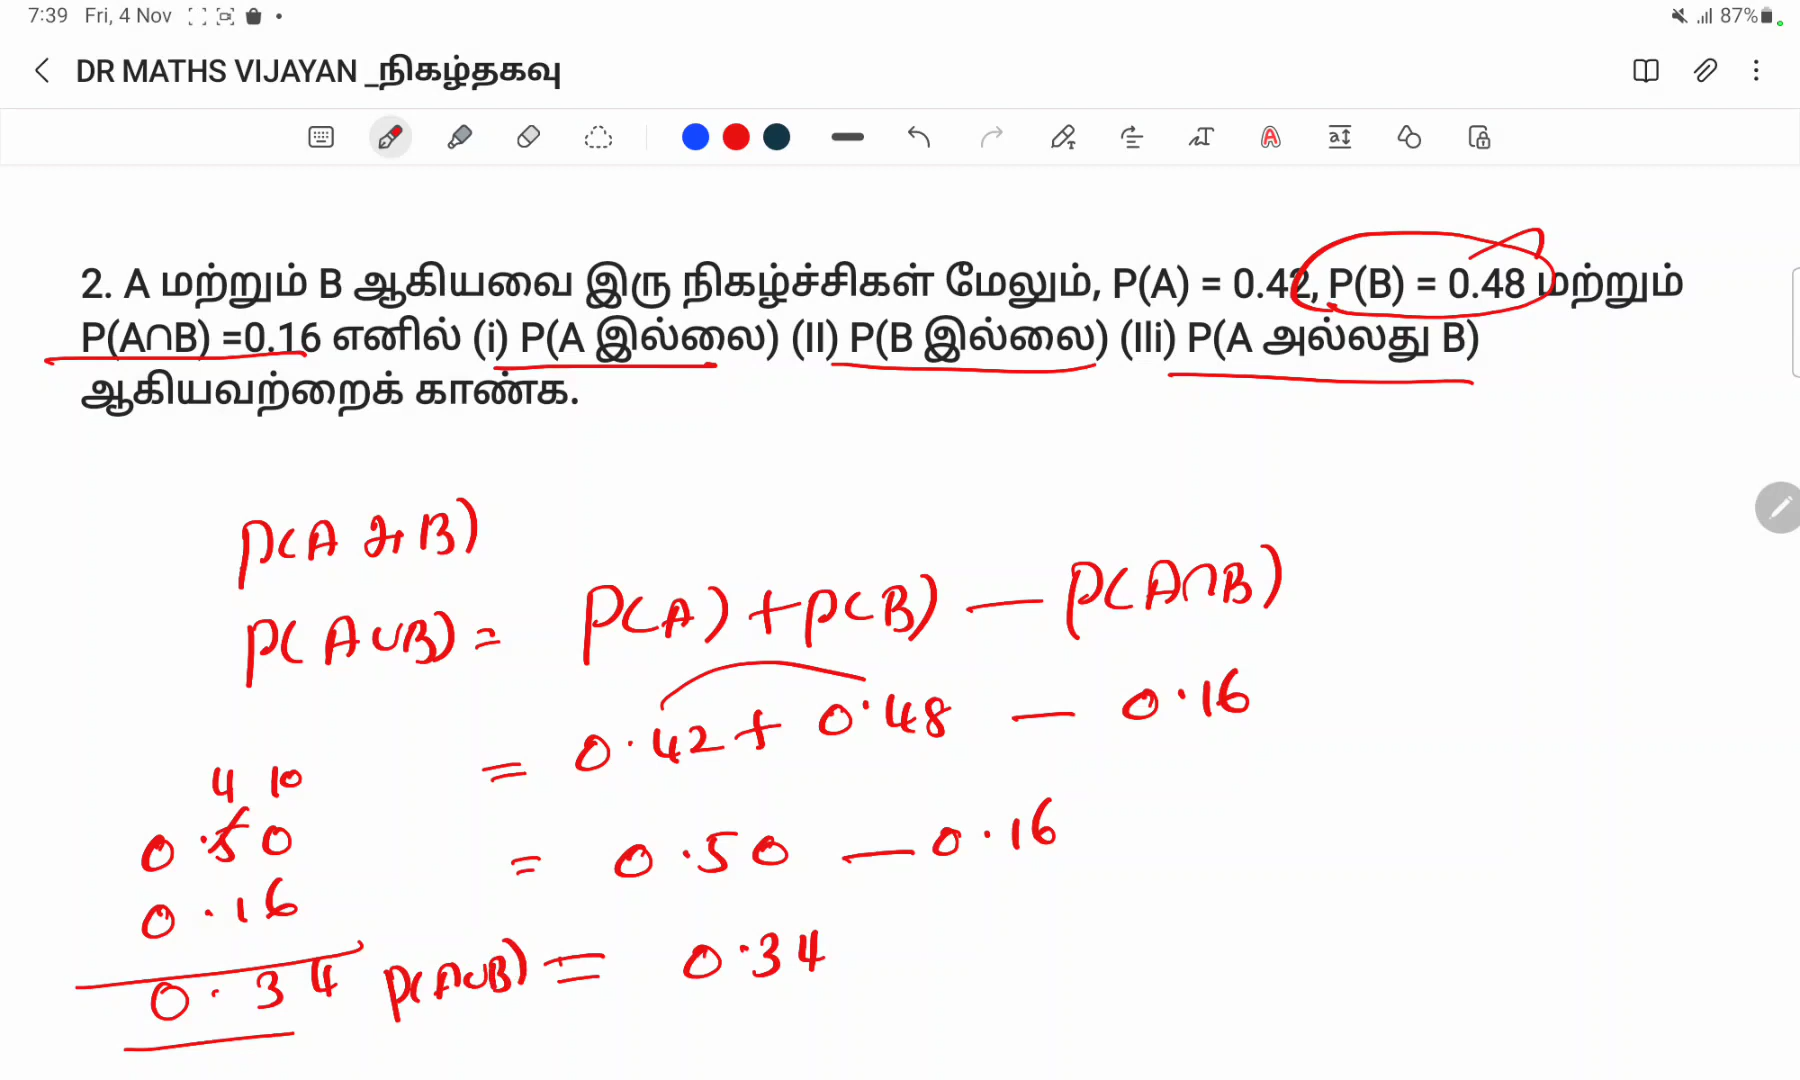 7:39 Fri, 4 Nov 87%
DR MATHS VIJAYAN _நிகழ்தகவு
2. A மற்றும் B ஆகியவை இரு நிகழ்ச்சிகள் மேலும், P(A) = 0.42, P(B) = 0.48 மற்றும்
P(A∩B) =0.16 எனில் (i) P(A இல்லை) (II) P(B இல்லை) (IIi) P(A அல்லது B)
ஆகியவற்றைக் காண்க.
P(A B)
P(A∪B) = P(A) + P(B) — P(A∩B)
= 0.42 + 0.48 — 0.16
4 10
0.50
= 0.50 — 0.16
0.16
0.34
P(A∪B) = 0.34